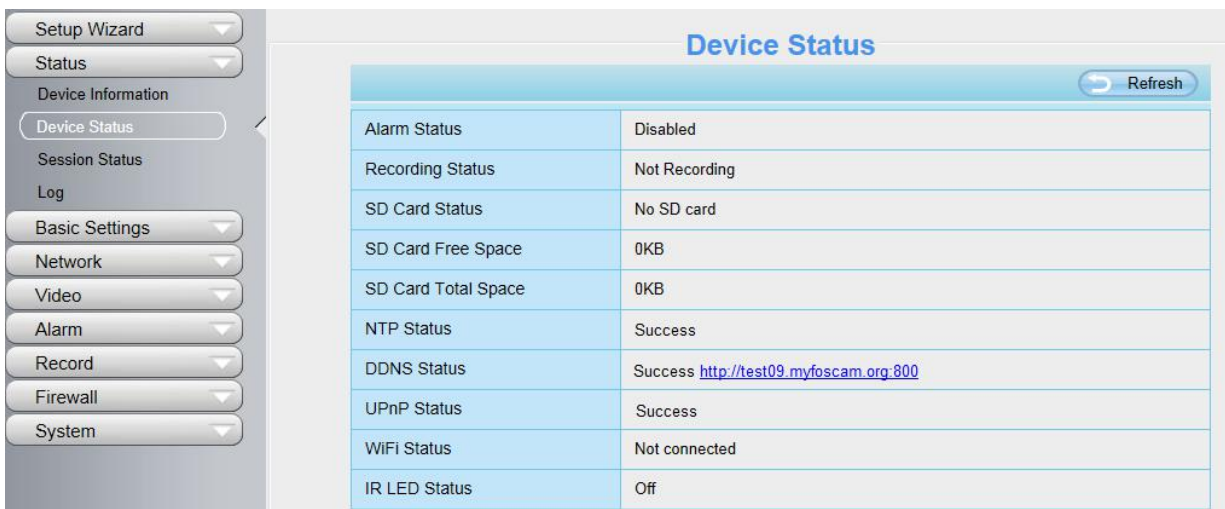 Setup Wizard
Status
Device Information
Device Status
Session Status
Log
Basic Settings
Network
Video
Alarm
Record
Firewall
System
Device Status
Refresh
Alarm Status Disabled
Recording Status Not Recording
SD Card Status No SD card
SD Card Free Space 0KB
SD Card Total Space 0KB
NTP Status Success
DDNS Status Success http://test09.myfoscam.org:800
UPnP Status Success
WiFi Status Not connected
IR LED Status Off